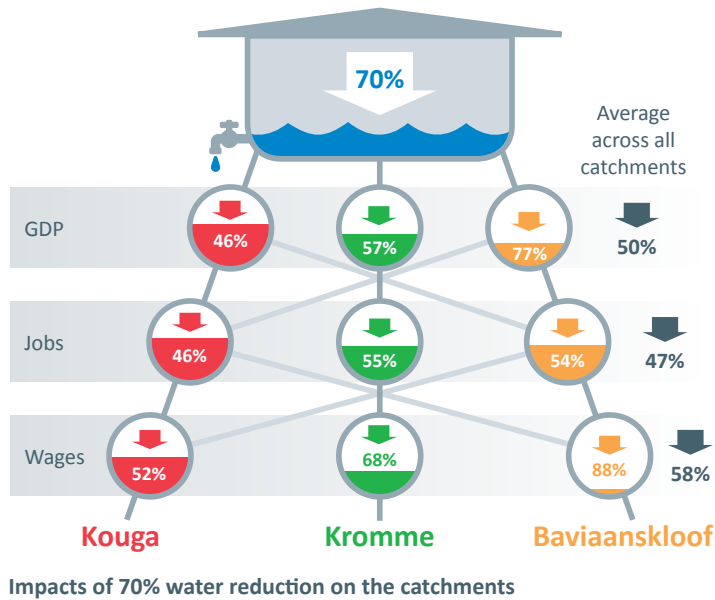 70%
Average
across all
catchments
GDP
46%
57%
77%
50%
Jobs
46%
55%
54%
47%
Wages
52%
68%
88%
58%
Kouga
Kromme
Baviaanskloof
Impacts of 70% water reduction on the catchments